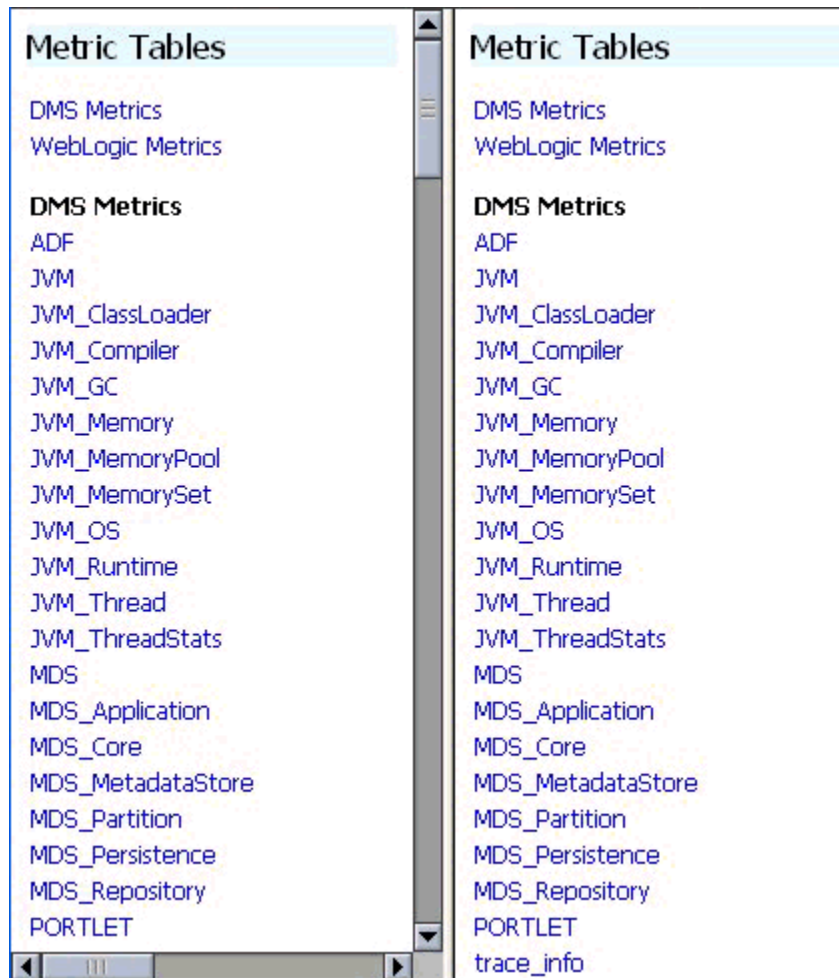 Metric Tables
DMS Metrics
WebLogic Metrics
DMS Metrics
ADF
JVM
JVM_ClassLoader
JVM_Compiler
JVM_GC
JVM_Memory
JVM_MemoryPool
JVM_MemorySet
JVM_OS
JVM_Runtime
JVM_Thread
JVM_ThreadStats
MDS
MDS_Application
MDS_Core
MDS_MetadataStore
MDS_Partition
MDS_Persistence
MDS_Repository
PORTLET
Metric Tables
DMS Metrics
WebLogic Metrics
DMS Metrics
ADF
JVM
JVM_ClassLoader
JVM_Compiler
JVM_GC
JVM_Memory
JVM_MemoryPool
JVM_MemorySet
JVM_OS
JVM_Runtime
JVM_Thread
JVM_ThreadStats
MDS
MDS_Application
MDS_Core
MDS_MetadataStore
MDS_Partition
MDS_Persistence
MDS_Repository
PORTLET
trace_info